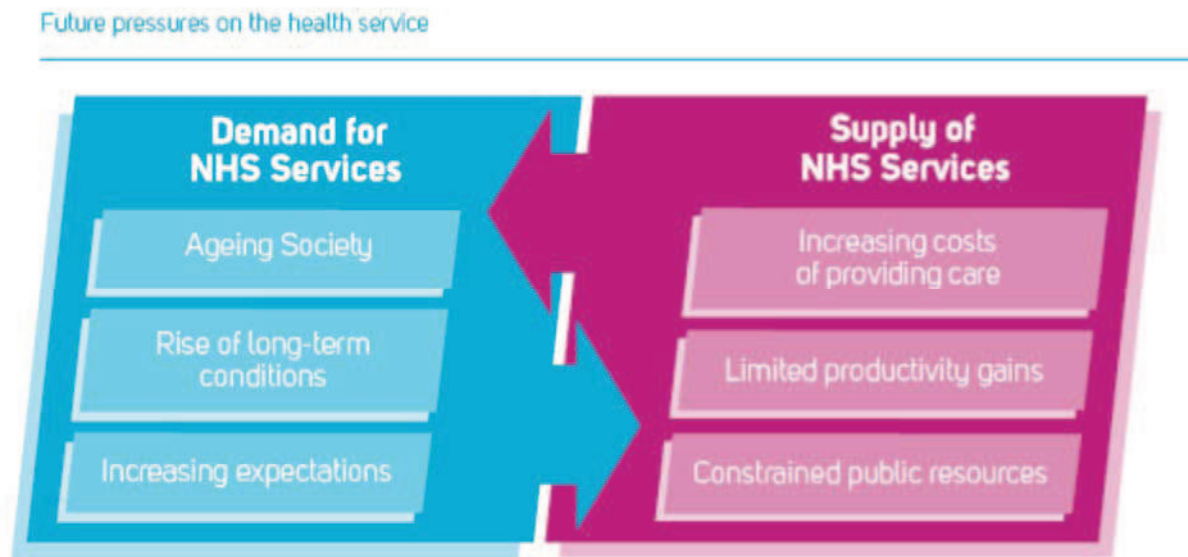 Future pressures on the health service
Demand for
NHS Services
Ageing Society
Rise of long-term
conditions
Increasing expectations
Supply of
NHS Services
Increasing costs
of providing care
Limited productivity gains
Constrained public resources